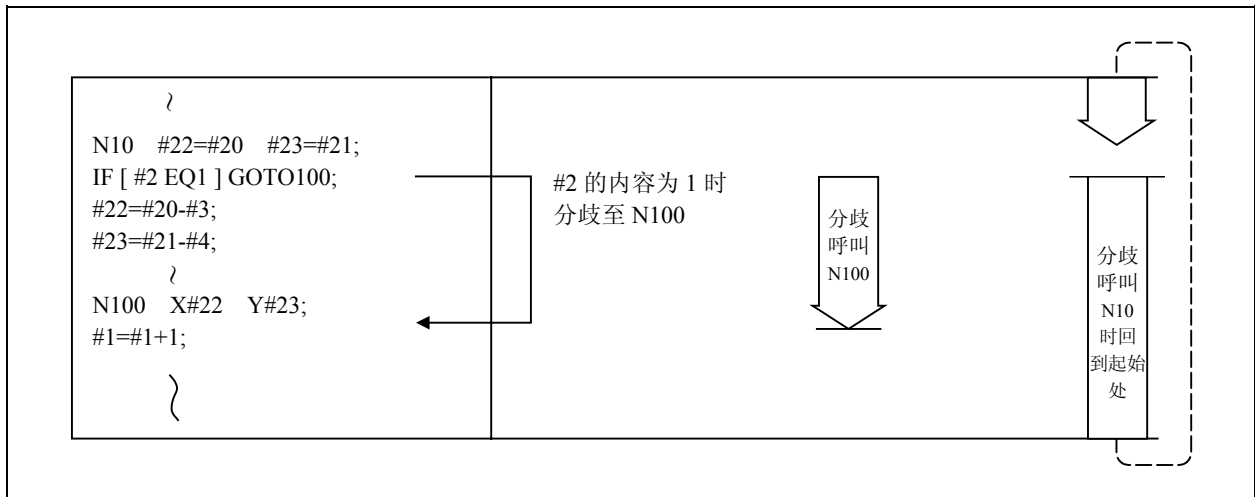 ~
N10 #22=#20 #23=#21;
IF [ #2 EQ1 ] GOTO100;
#22=#20-#3;
#23=#21-#4;
~
N100 X#22 Y#23;
#1=#1+1;
~
#2 的内容为 1 时
分歧至 N100
分歧
呼叫
N100
分歧
呼叫
N10
时回
到起始
处